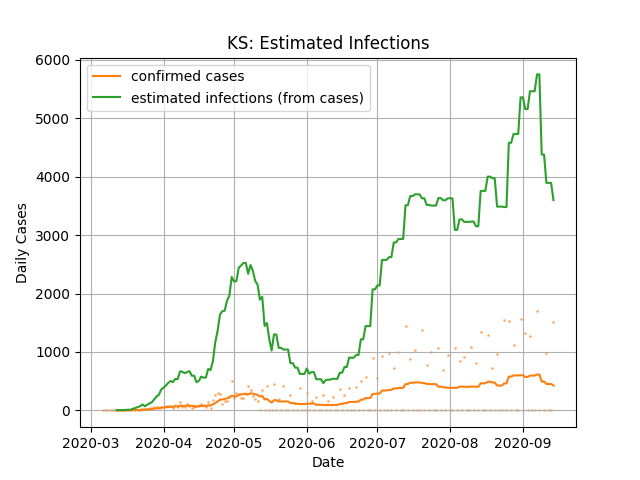 KS: Estimated Infections
confirmed cases
estimated infections (from cases)
6000
5000
4000
3000
2000
1000
0
Daily Cases
2020-03 2020-04 2020-05 2020-06 2020-07 2020-08 2020-09
Date